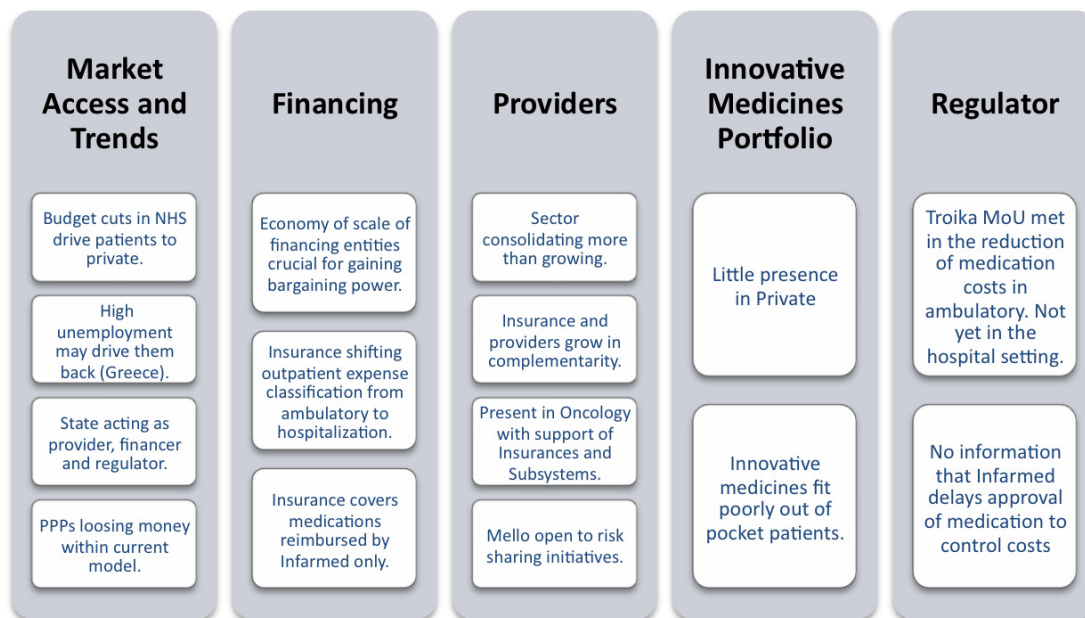 Market
Access and
Trends
Budget cuts in NHS
drive patients to
private.
High
unemployment
may drive them
back (Greece).
State acting as
provider, financer
and regulator.
PPPs loosing money
within current
model.
Financing
Economy of scale of
financing entities
crucial for gaining
bargaining power.
Insurance shifting
outpatient expense
classification from
ambulatory to
hospitalization.
Insurance covers
medications
reimbursed by
Infarmed only.
Providers
Sector
consolidating more
than growing.
Insurance and
providers grow in
complementarity.
Present in Oncology
with support of
Insurances and
Subsystems.
Mello open to risk
sharing initiatives.
Innovative
Medicines
Portfolio
Little presence
in Private
Innovative
medicines fit
poorly out of
pocket patients.
Regulator
Troika MoU met
in the reduction
of medication
costs in
ambulatory. Not
yet in the
hospital setting.
No information
that Infarmed
delays approval
of medication to
control costs